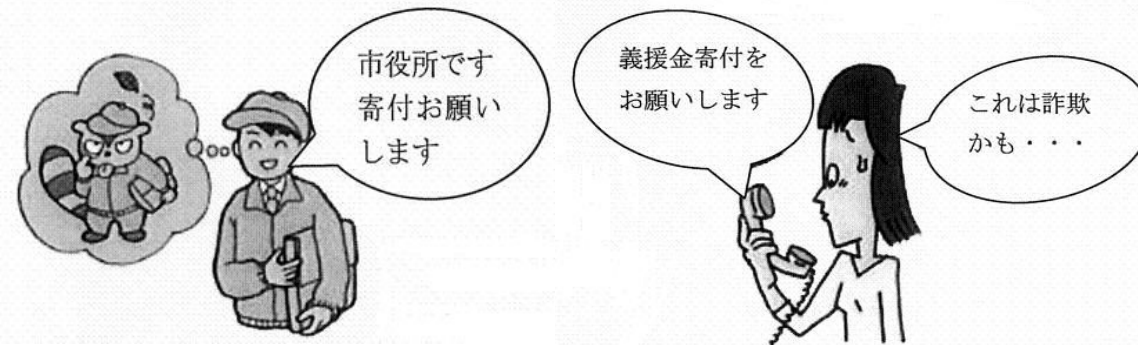 市役所です
寄付お願い
します
義援金寄付を
お願いします
これは詐欺
かも・・・